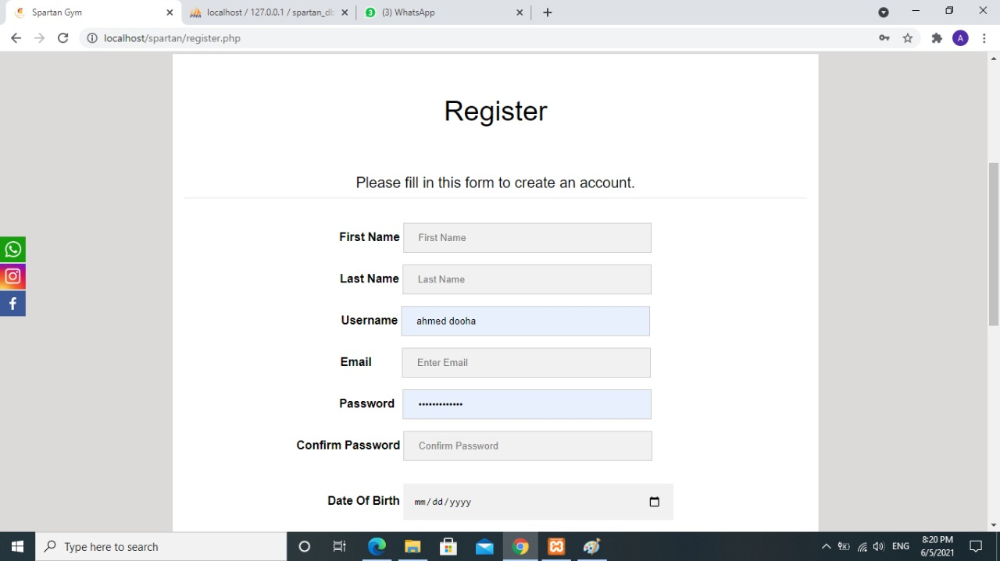 Spartan Gym
localhost / 127.0.0.1 / spartan_db
(3) WhatsApp
localhost/spartan/register.php
A
Register
Please fill in this form to create an account.
First Name First Name
Last Name Last Name
Username ahmed dooha
Email Enter Email
Password •••••••••••••
Confirm Password Confirm Password
Date Of Birth mm/dd/yyyy
Type here to search
ENG
8:20 PM
6/5/2021